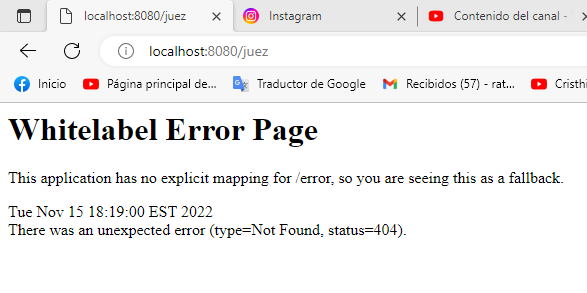 localhost:8080/juez
Instagram
Contenido del canal -
localhost:8080/juez
Inicio
Página principal de...
Traductor de Google
Recibidos (57) - rat...
Cristhi
Whitelabel Error Page
This application has no explicit mapping for /error, so you are seeing this as a fallback.
Tue Nov 15 18:19:00 EST 2022
There was an unexpected error (type=Not Found, status=404).